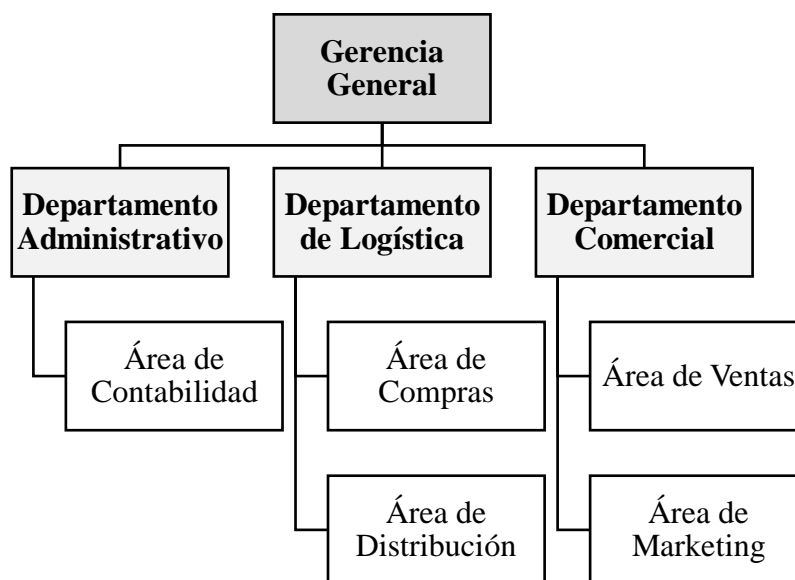 Gerencia
General
Departamento
Administrativo
Departamento
de Logística
Departamento
Comercial
Área de
Contabilidad
Área de
Compras
Área de Ventas
Área de
Distribución
Área de
Marketing